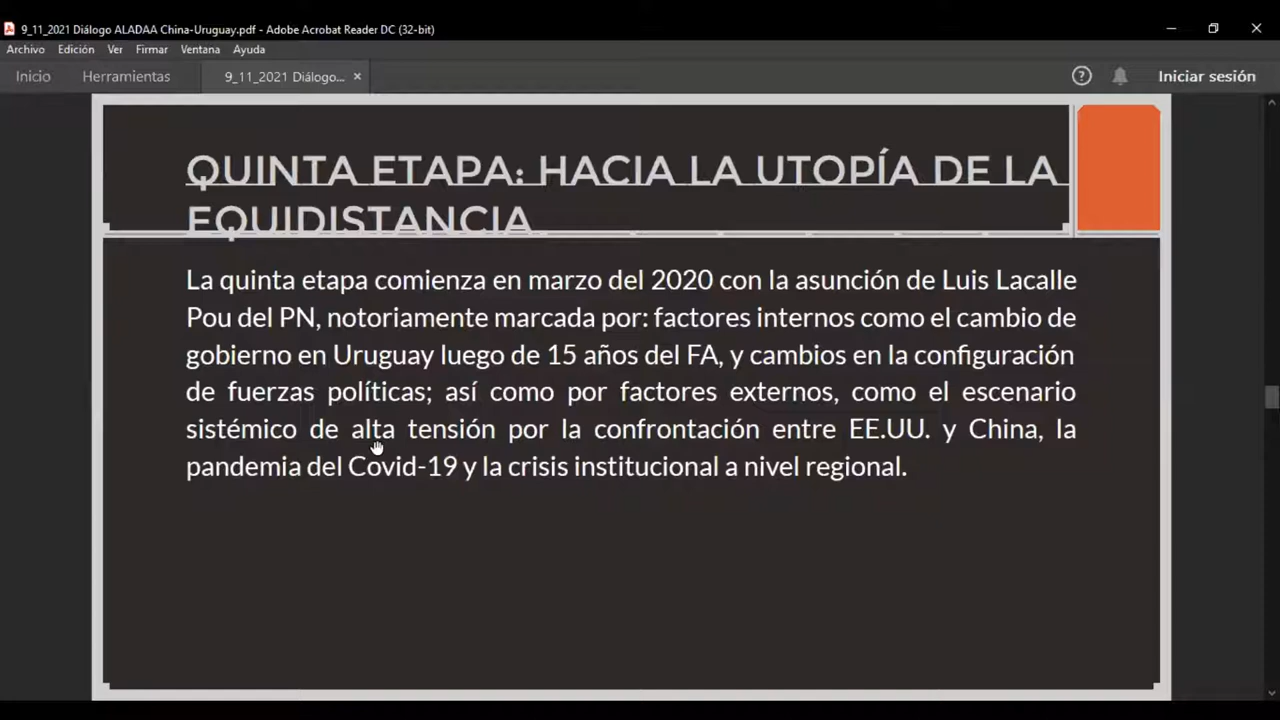 9_11_2021 Diálogo ALADAA China-Uruguay.pdf - Adobe Acrobat Reader DC (32-bit)
Archivo Edición Ver Firmar Ventana Ayuda
Inicio Herramientas 9_11_2021 Diálogo... × Iniciar sesión
QUINTA ETAPA: HACIA LA UTOPÍA DE LA
EQUIDISTANCIA
La quinta etapa comienza en marzo del 2020 con la asunción de Luis Lacalle
Pou del PN, notoriamente marcada por: factores internos como el cambio de
gobierno en Uruguay luego de 15 años del FA, y cambios en la configuración
de fuerzas políticas; así como por factores externos, como el escenario
sistémico de alta tensión por la confrontación entre EE.UU. y China, la
pandemia del Covid-19 y la crisis institucional a nivel regional.